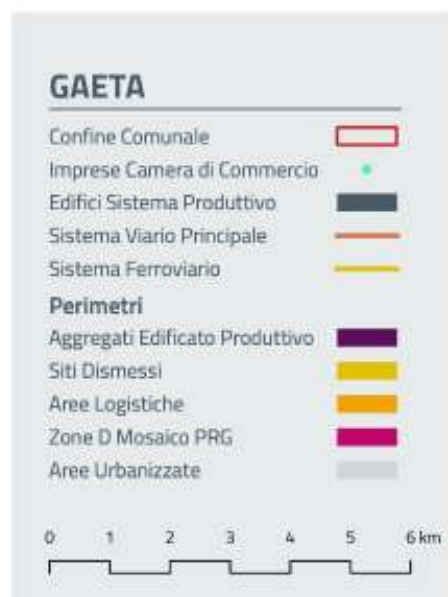 GAETA
Confine Comunale
Imprese Camera di Commercio
Edifici Sistema Produttivo
Sistema Viario Principale
Sistema Ferroviario
Perimetri
Aggregati Edificato Produttivo
Siti Dismessi
Aree Logistiche
Zone D Mosaico PRG
Aree Urbanizzate
0 1 2 3 4 5 6 km